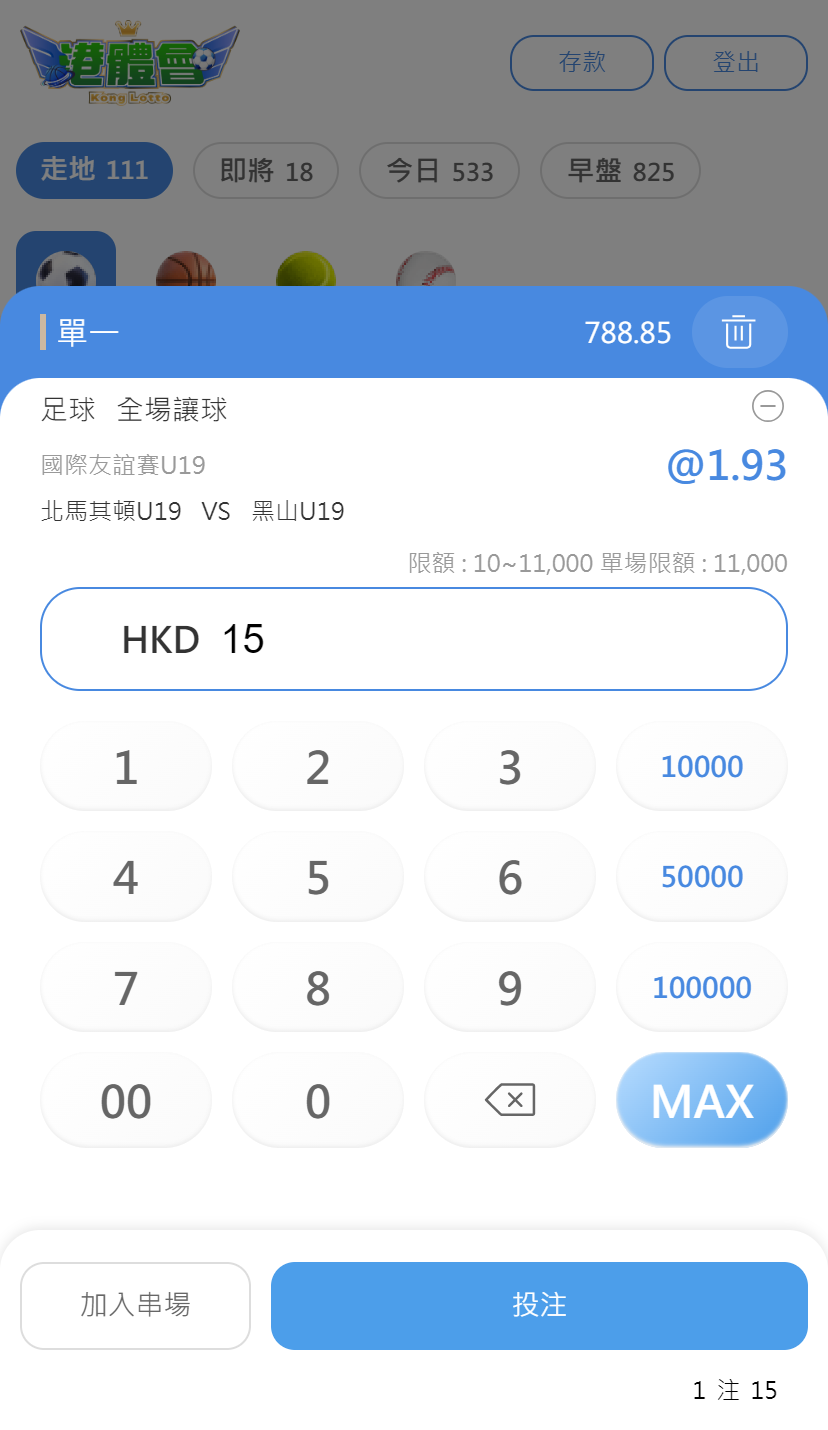 港體會
Kong Lotto
存款 登出
走地 111 即將 18 今日 533 早盤 825
單一 788.85
足球 全場讓球
國際友誼賽U19 @1.93
北馬其頓U19 VS 黑山U19
限額 : 10~11,000 單場限額 : 11,000
HKD 15
1 2 3 10000
4 5 6 50000
7 8 9 100000
00 0 MAX
加入串場 投注
1 注 15